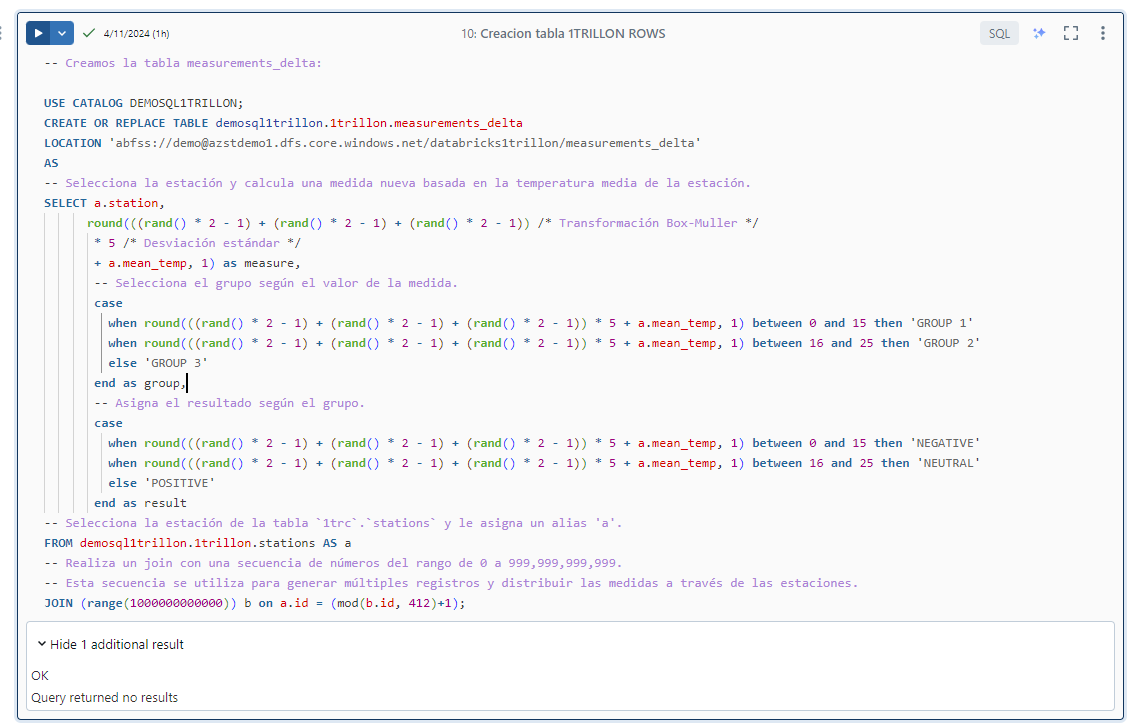 4/11/2024 (1h)
10: Creacion tabla 1TRILLON ROWS
SQL
-- Creamos la tabla measurements_delta:
USE CATALOG DEMOSQL1TRILLON;
CREATE OR REPLACE TABLE demosql1trillon.1trillon.measurements_delta
LOCATION 'abfss://demo@azstdemo1.dfs.core.windows.net/databricks1trillon/measurements_delta'
AS
-- Selecciona la estación y calcula una medida nueva basada en la temperatura media de la estación.
SELECT a.station,
round(((rand() * 2 - 1) + (rand() * 2 - 1) + (rand() * 2 - 1)) /* Transformación Box-Muller */
* 5 /* Desviación estándar */
+ a.mean_temp, 1) as measure,
-- Selecciona el grupo según el valor de la medida.
case
when round(((rand() * 2 - 1) + (rand() * 2 - 1) + (rand() * 2 - 1)) * 5 + a.mean_temp, 1) between 0 and 15 then 'GROUP 1'
when round(((rand() * 2 - 1) + (rand() * 2 - 1) + (rand() * 2 - 1)) * 5 + a.mean_temp, 1) between 16 and 25 then 'GROUP 2'
else 'GROUP 3'
end as group,
-- Asigna el resultado según el grupo.
case
when round(((rand() * 2 - 1) + (rand() * 2 - 1) + (rand() * 2 - 1)) * 5 + a.mean_temp, 1) between 0 and 15 then 'NEGATIVE'
when round(((rand() * 2 - 1) + (rand() * 2 - 1) + (rand() * 2 - 1)) * 5 + a.mean_temp, 1) between 16 and 25 then 'NEUTRAL'
else 'POSITIVE'
end as result
-- Selecciona la estación de la tabla `1trc`.`stations` y le asigna un alias 'a'.
FROM demosql1trillon.1trillon.stations AS a
-- Realiza un join con una secuencia de números del rango de 0 a 999,999,999,999.
-- Esta secuencia se utiliza para generar múltiples registros y distribuir las medidas a través de las estaciones.
JOIN (range(1000000000000)) b on a.id = (mod(b.id, 412)+1);
Hide 1 additional result
OK
Query returned no results